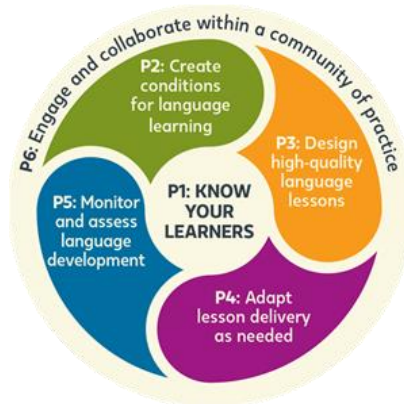 P6: Engage and collaborate within a community of practice
P2: Create
conditions
for language
learning
P3: Design
high-quality
language
lessons
P1: KNOW
YOUR
LEARNERS
P5: Monitor
and assess
language
development
P4: Adapt
lesson delivery
as needed